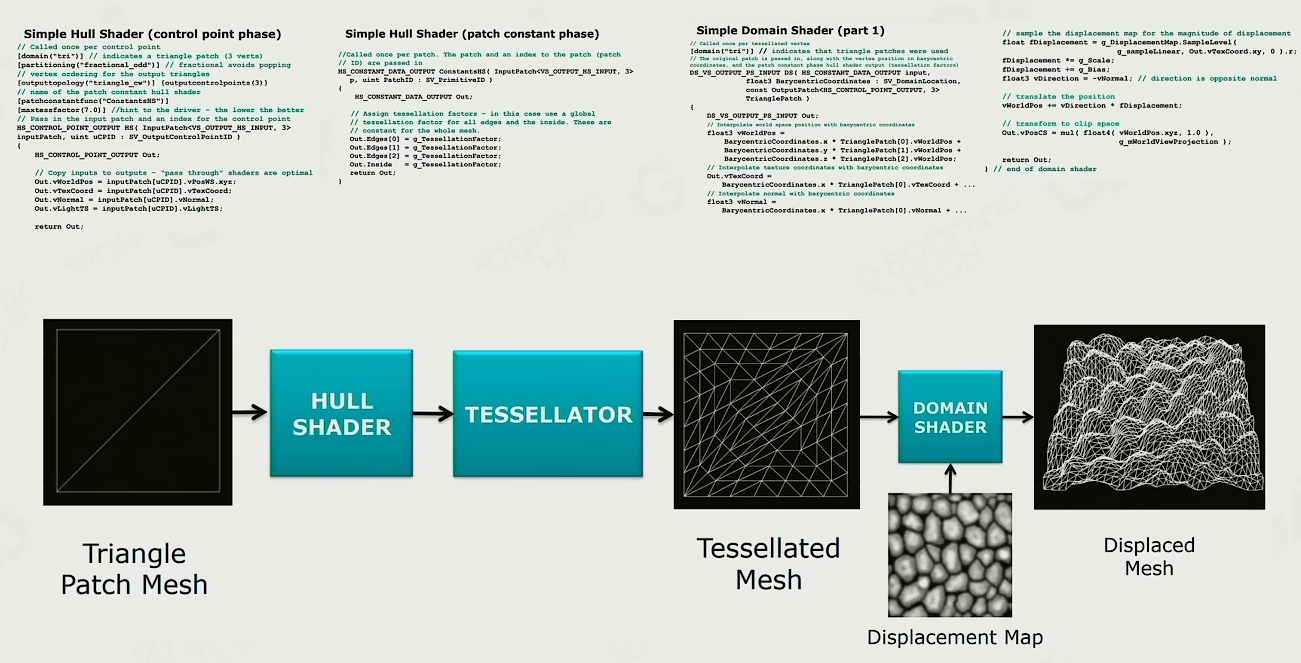 Simple Hull Shader (control point phase)
// Called once per control point
[domain("tri")] // indicates a triangle patch (3 verts)
[partitioning("fractional_odd")] // fractional avoids popping
// vertex ordering for the output triangles
[outputtopology("triangle_cw")] [outputcontrolpoints(3)]
// name of the patch constant hull shader
[patchconstantfunc("ConstantsHS")]
[maxtessfactor(7.0)] //hint to the driver – the lower the better
// Pass in the input patch and an index for the control point
HS_CONTROL_POINT_OUTPUT HS( InputPatch<VS_OUTPUT_HS_INPUT, 3>
inputPatch, uint uCPID : SV_OutputControlPointID )
{
HS_CONTROL_POINT_OUTPUT Out;
// Copy inputs to outputs – "pass through" shaders are optimal
Out.vWorldPos = inputPatch[uCPID].vPosWS.xyz;
Out.vTexCoord = inputPatch[uCPID].vTexCoord;
Out.vNormal = inputPatch[uCPID].vNormal;
Out.vLightTS = inputPatch[uCPID].vLightTS;
return Out;
Simple Hull Shader (patch constant phase)
//Called once per patch. The patch and an index to the patch (patch
// ID) are passed in
HS_CONSTANT_DATA_OUTPUT ConstantsHS( InputPatch<VS_OUTPUT_HS_INPUT, 3>
p, uint PatchID : SV_PrimitiveID )
{
HS_CONSTANT_DATA_OUTPUT Out;
// Assign tessellation factors – in this case use a global
// tessellation factor for all edges and the inside. These are
// constant for the whole mesh.
Out.Edges[0] = g_TessellationFactor;
Out.Edges[1] = g_TessellationFactor;
Out.Edges[2] = g_TessellationFactor;
Out.Inside = g_TessellationFactor;
return Out;
}
Simple Domain Shader (part 1)
// Called once per tessellated vertex
[domain("tri")] // indicates that triangle patches were used
// The original patch is passed in, along with the vertex position in barycentric
coordinates, and the patch constant phase hull shader output (tessellation factors)
DS_VS_OUTPUT_PS_INPUT DS( HS_CONSTANT_DATA_OUTPUT input,
float3 BarycentricCoordinates : SV_DomainLocation,
const OutputPatch<HS_CONTROL_POINT_OUTPUT, 3>
TrianglePatch )
{
DS_VS_OUTPUT_PS_INPUT Out;
// Interpolate world space position with barycentric coordinates
float3 vWorldPos =
BarycentricCoordinates.x * TrianglePatch[0].vWorldPos +
BarycentricCoordinates.y * TrianglePatch[1].vWorldPos +
BarycentricCoordinates.z * TrianglePatch[2].vWorldPos;
// Interpolate texture coordinates with barycentric coordinates
Out.vTexCoord =
BarycentricCoordinates.x * TrianglePatch[0].vTexCoord + ...
// Interpolate normal with barycentric coordinates
float3 vNormal =
BarycentricCoordinates.x * TrianglePatch[0].vNormal + ...
// sample the displacement map for the magnitude of displacement
float fDisplacement = g_DisplacementMap.SampleLevel(
g_sampleLinear, Out.vTexCoord.xy, 0 ).r;
fDisplacement *= g_Scale;
fDisplacement += g_Bias;
float3 vDirection = -vNormal; // direction is opposite normal
// translate the position
vWorldPos += vDirection * fDisplacement;
// transform to clip space
Out.vPosCS = mul( float4( vWorldPos.xyz, 1.0 ),
g_mWorldViewProjection );
return Out;
} // end of domain shader
HULL
SHADER
TESSELLATOR
DOMAIN
SHADER
Triangle
Patch Mesh
Tessellated
Mesh
Displaced
Mesh
Displacement Map